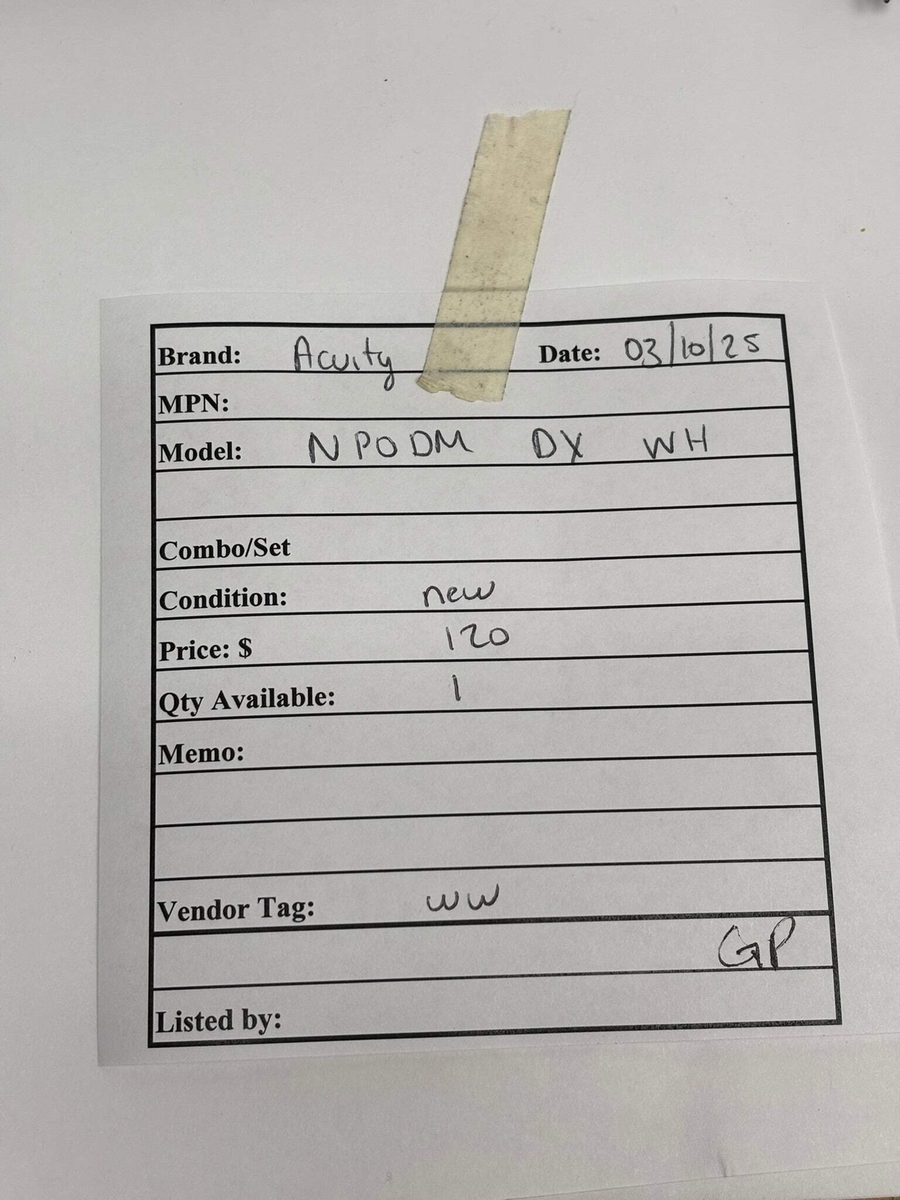 Brand: Acuity Date: 03/10/25
MPN:
Model: NPODM DX WH
Combo/Set
Condition: new
Price: $ 120
Qty Available: 1
Memo:
Vendor Tag: WW
GP
Listed by: